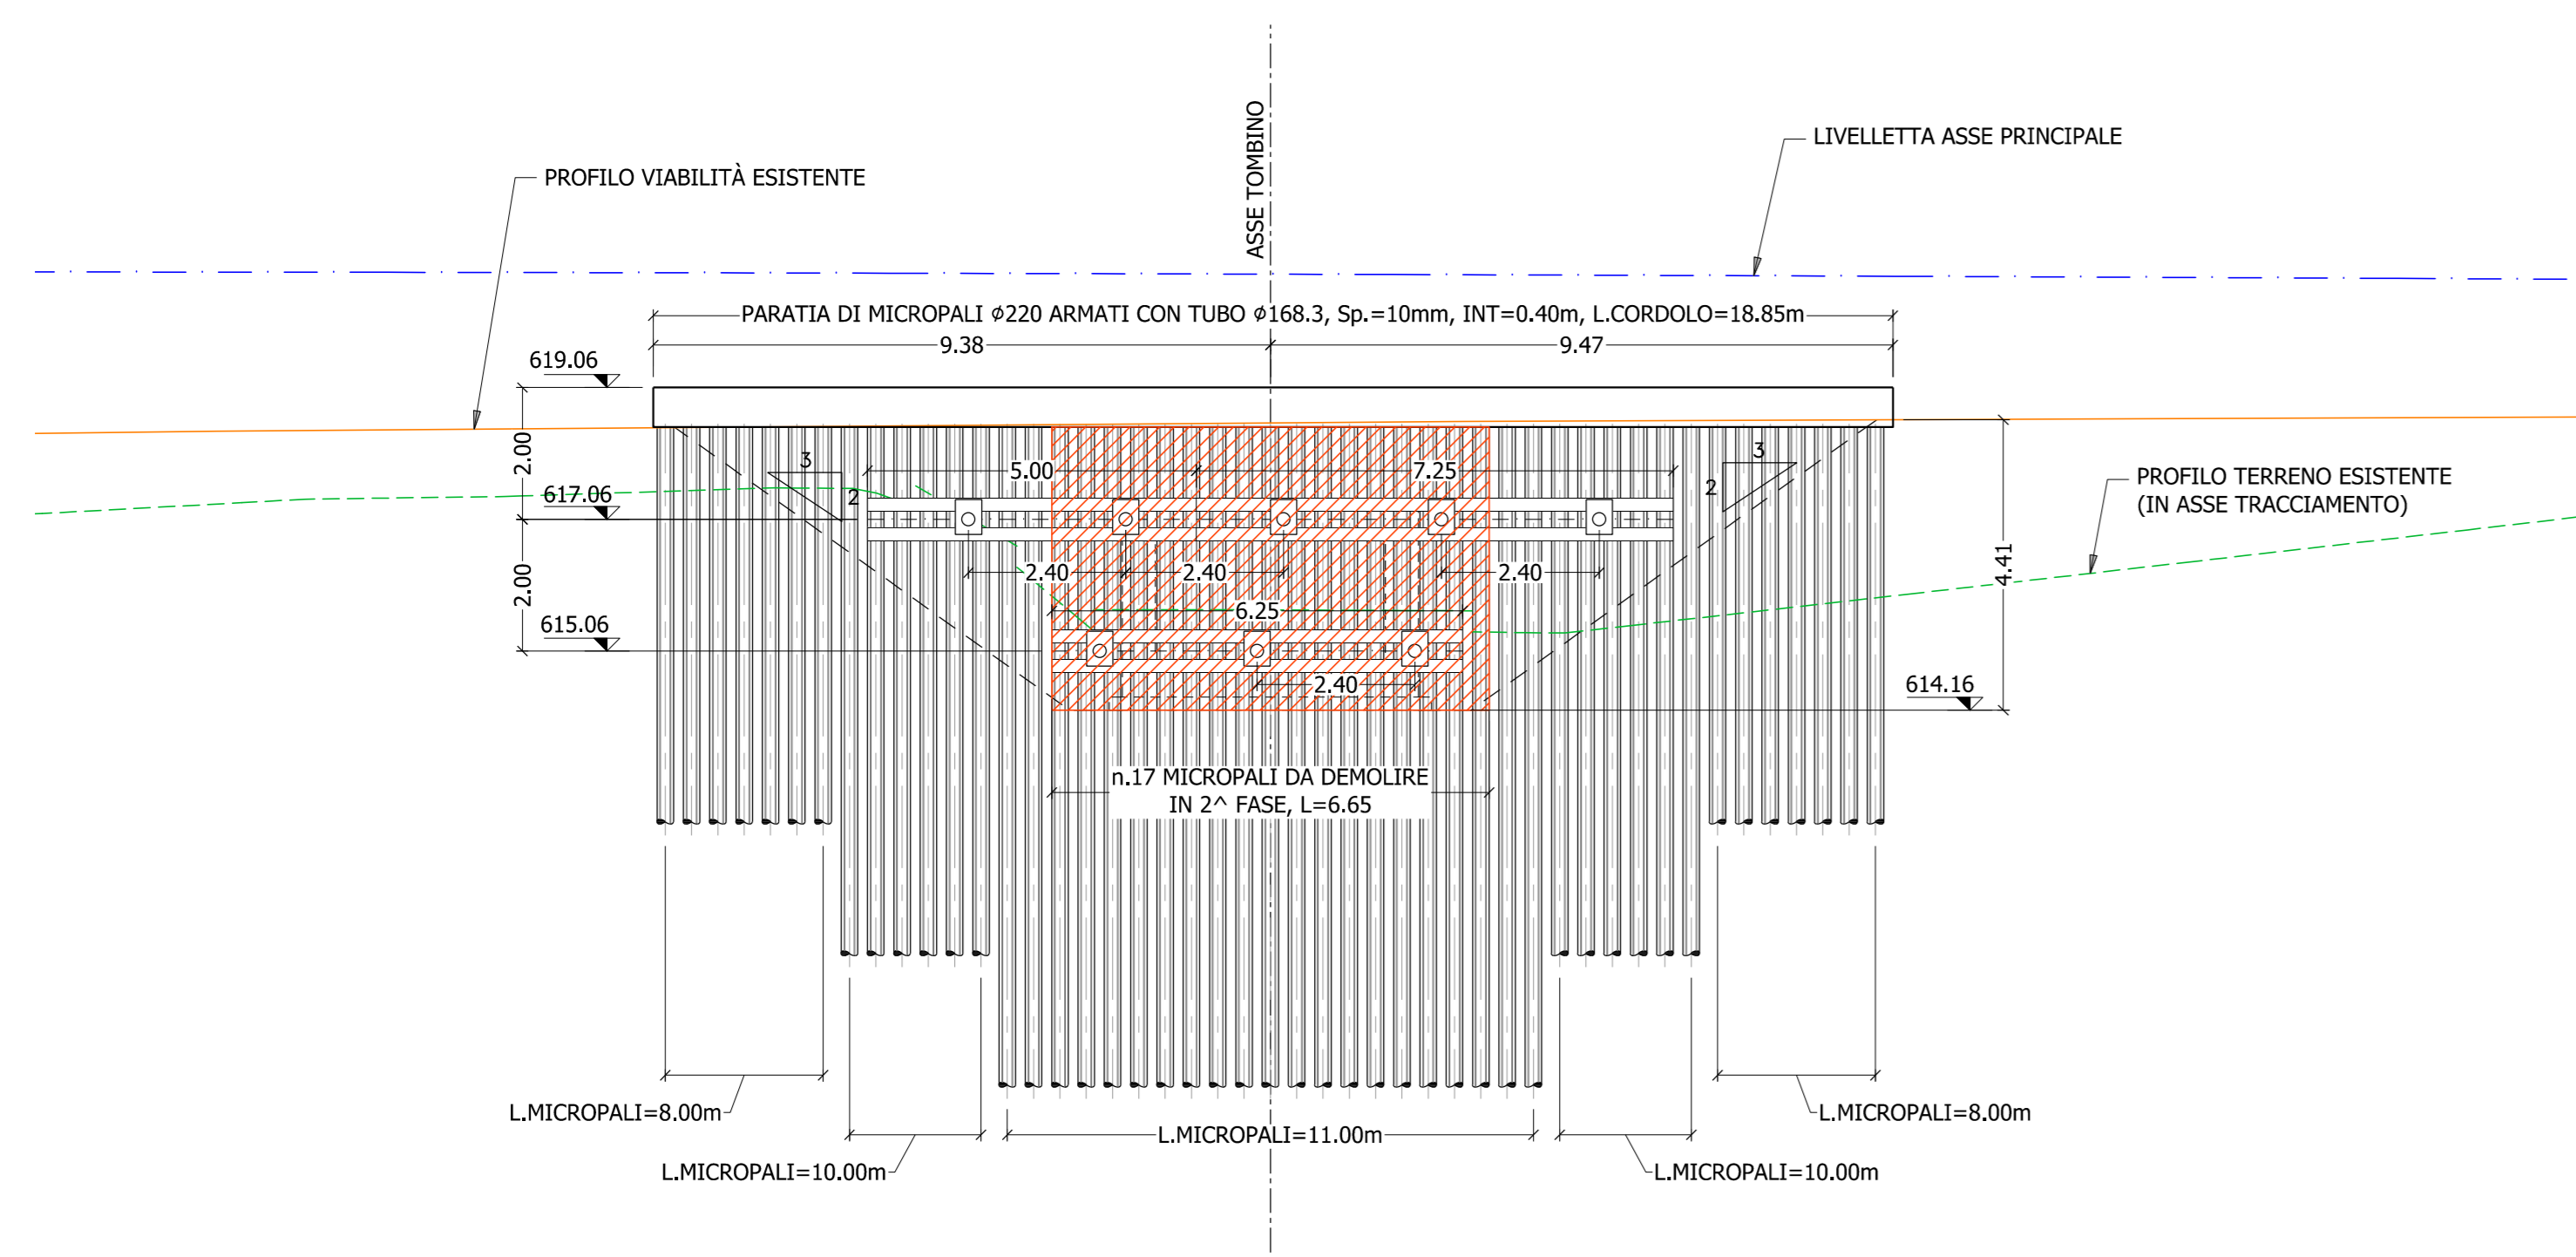 ASSE TOMBINO
LIVELLETTA ASSE PRINCIPALE
PROFILO VIABILITÀ ESISTENTE
PARATIA DI MICROPALI ⌀220 ARMATI CON TUBO ⌀168.3, Sp.=10mm, INT=0.40m, L.CORDOLO=18.85m
9.38
9.47
619.06
2.00
617.06
2.00
615.06
3
2
5.00
7.25
3
2
PROFILO TERRENO ESISTENTE
(IN ASSE TRACCIAMENTO)
2.40
2.40
2.40
4.41
6.25
2.40
614.16
n.17 MICROPALI DA DEMOLIRE
IN 2^ FASE, L=6.65
L.MICROPALI=8.00m
L.MICROPALI=8.00m
L.MICROPALI=11.00m
L.MICROPALI=10.00m
L.MICROPALI=10.00m